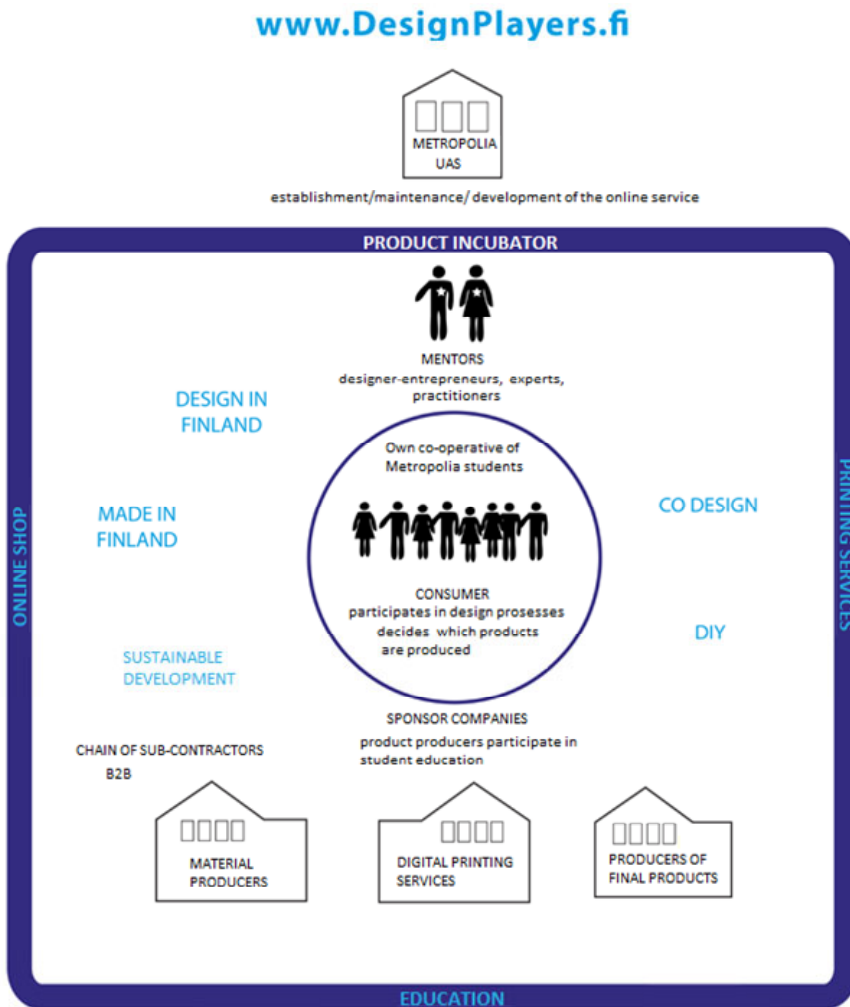 www.DesignPlayers.fi
METROPOLIA
UAS
establishment/maintenance/ development of the online service
PRODUCT INCUBATOR
MENTORS
designer-entrepreneurs, experts,
practitioners
DESIGN IN
FINLAND
Own co-operative of
Metropolia students
MADE IN
FINLAND
CO DESIGN
ONLINE SHOP
PRINTING SERVICES
CONSUMER
participates in design prosesses
decides which products
are produced
DIY
SUSTAINABLE
DEVELOPMENT
SPONSOR COMPANIES
product producers participate in
student education
CHAIN OF SUB-CONTRACTORS
B2B
MATERIAL
PRODUCERS
DIGITAL PRINTING
SERVICES
PRODUCERS OF
FINAL PRODUCTS
EDUCATION